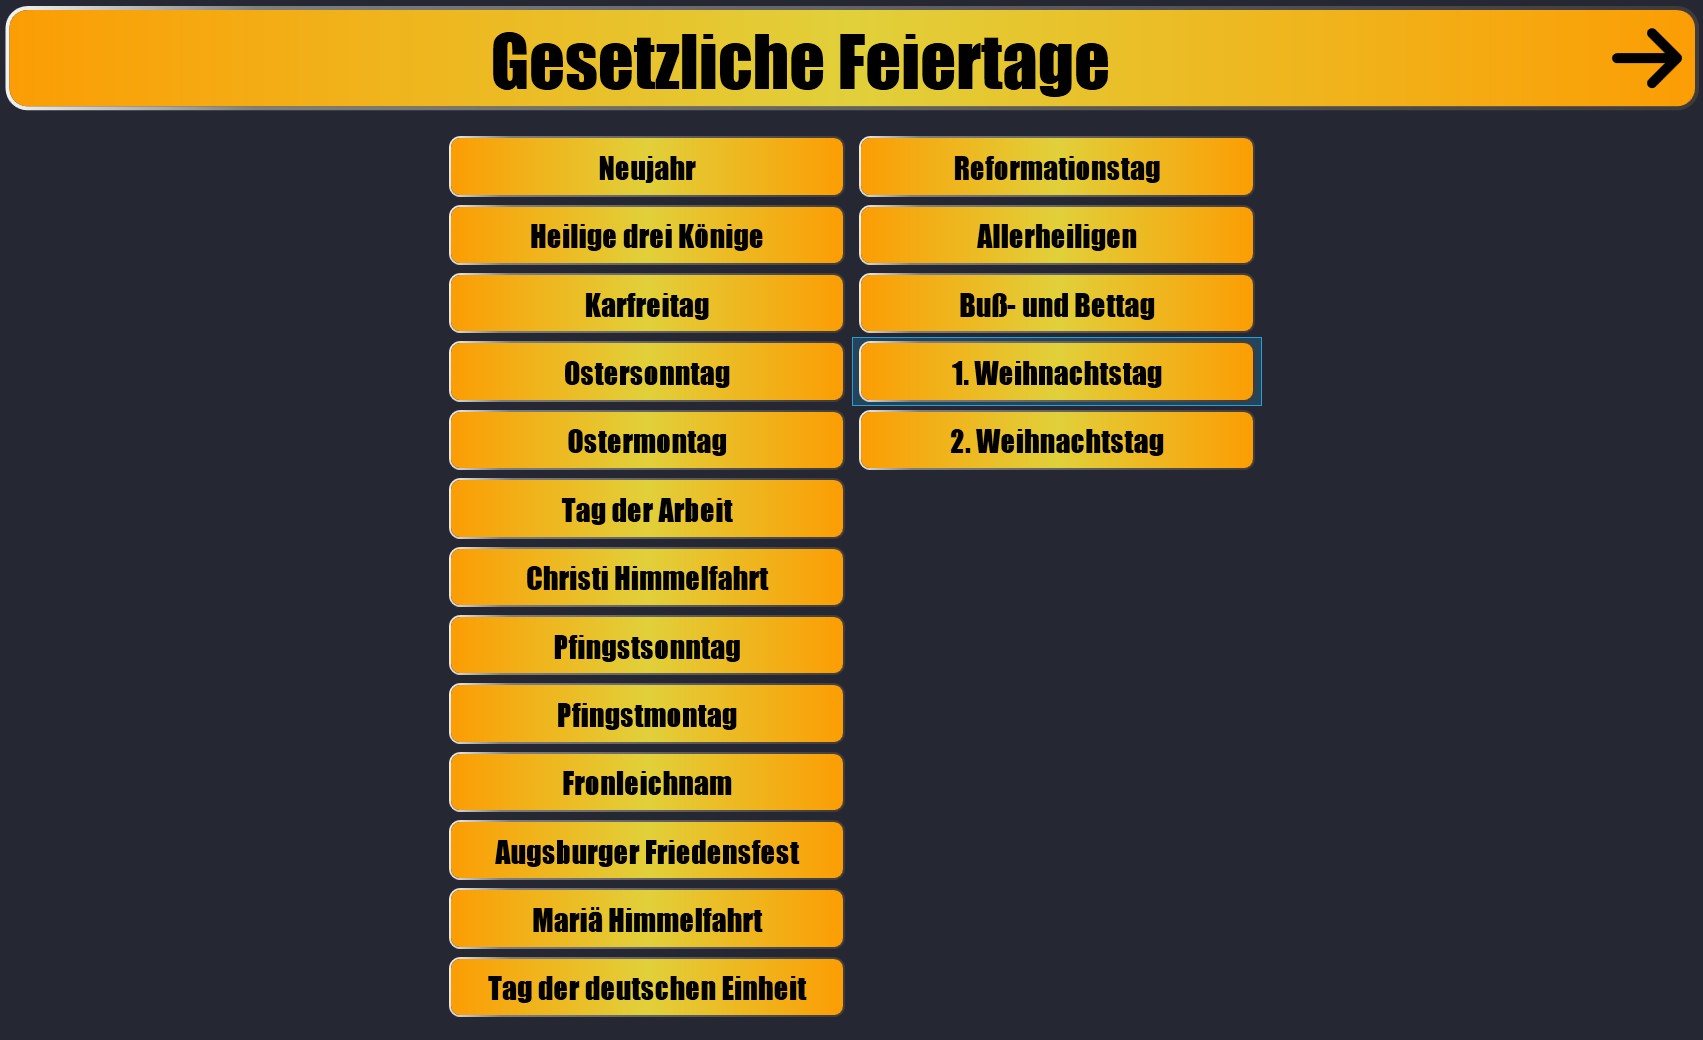 Gesetzliche Feiertage
Neujahr
Heilige drei Könige
Karfreitag
Ostersonntag
Ostermontag
Tag der Arbeit
Christi Himmelfahrt
Pfingstsonntag
Pfingstmontag
Fronleichnam
Augsburger Friedensfest
Mariä Himmelfahrt
Tag der deutschen Einheit
Reformationstag
Allerheiligen
Buß- und Bettag
1. Weihnachtstag
2. Weihnachtstag